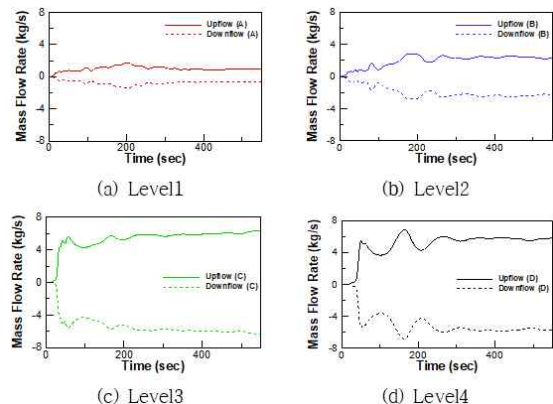 Mass Flow Rate (kg/s)
8
4
0
-4
-8
Upflow (A)
Downflow (A)
0
200
400
Time (sec)
(a) Level1
Mass Flow Rate (kg/s)
8
4
0
-4
-8
Upflow (B)
Downflow (B)
0
200
400
Time (sec)
(b) Level2
Mass Flow Rate (kg/s)
8
4
0
-4
-8
Upflow (C)
Downflow (C)
0
200
400
Time (sec)
(c) Level3
Mass Flow Rate (kg/s)
8
4
0
-4
-8
Upflow (D)
Downflow (D)
0
200
400
Time (sec)
(d) Level4